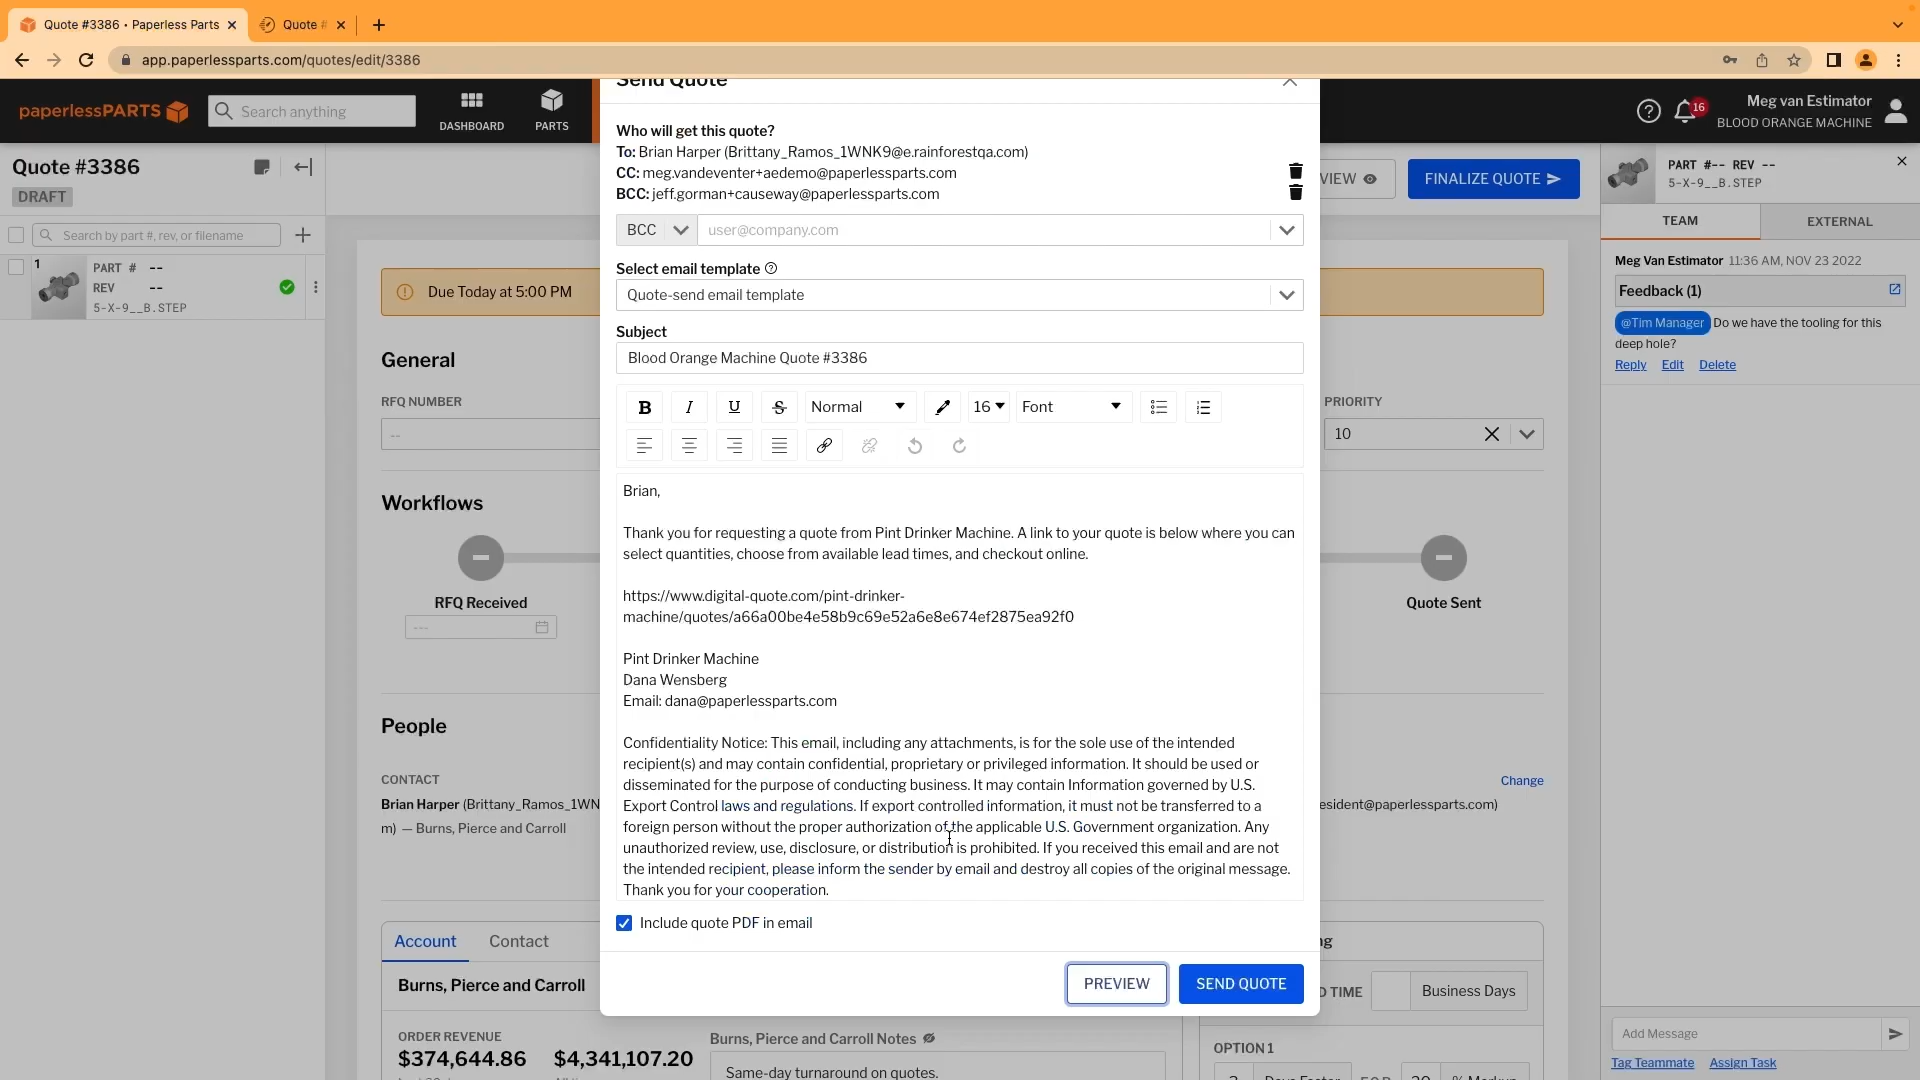 Quote #3386 • Paperless Parts
Quote #
app.paperlessparts.com/quotes/edit/3386
paperlessPARTS
Search anything
DASHBOARD
PARTS
16
Meg van Estimator
BLOOD ORANGE MACHINE
Quote #3386
DRAFT
Search by part #, rev, or filename
1
PART # --
REV --
5-X-9__B.STEP
FINALIZE QUOTE
Due Today at 5:00 PM
General
RFQ NUMBER
--
PRIORITY
10
Workflows
RFQ Received
---
Quote Sent
People
CONTACT
Brian Harper (Brittany_Ramos_1WN
m) — Burns, Pierce and Carroll
Change
esident@paperlessparts.com)
Account
Contact
Burns, Pierce and Carroll
ORDER REVENUE
$374,644.86
$4,341,107.20
Burns, Pierce and Carroll Notes
Same-day turnaround on quotes.
D TIME
Business Days
OPTION 1
Send Quote
Who will get this quote?
To: Brian Harper (Brittany_Ramos_1WNK9@e.rainforestqa.com)
CC: meg.vandeventer+aedemo@paperlessparts.com
BCC: jeff.gorman+causeway@paperlessparts.com
BCC
user@company.com
Select email template
Quote-send email template
Subject
Blood Orange Machine Quote #3386
B I U S Normal 16 Font
Brian,
Thank you for requesting a quote from Pint Drinker Machine. A link to your quote is below where you can
select quantities, choose from available lead times, and checkout online.
https://www.digital-quote.com/pint-drinker-
machine/quotes/a66a00be4e58b9c69e52a6e8e674ef2875ea92f0
Pint Drinker Machine
Dana Wensberg
Email: dana@paperlessparts.com
Confidentiality Notice: This email, including any attachments, is for the sole use of the intended
recipient(s) and may contain confidential, proprietary or privileged information. It should be used or
disseminated for the purpose of conducting business. It may contain Information governed by U.S.
Export Control laws and regulations. If export controlled information, it must not be transferred to a
foreign person without the proper authorization of the applicable U.S. Government organization. Any
unauthorized review, use, disclosure, or distribution is prohibited. If you received this email and are not
the intended recipient, please inform the sender by email and destroy all copies of the original message.
Thank you for your cooperation.
Include quote PDF in email
PREVIEW
SEND QUOTE
PART #-- REV --
5-X-9__B.STEP
TEAM
EXTERNAL
Meg Van Estimator 11:36 AM, NOV 23 2022
Feedback (1)
@Tim Manager Do we have the tooling for this
deep hole?
Reply Edit Delete
Add Message
Tag Teammate Assign Task